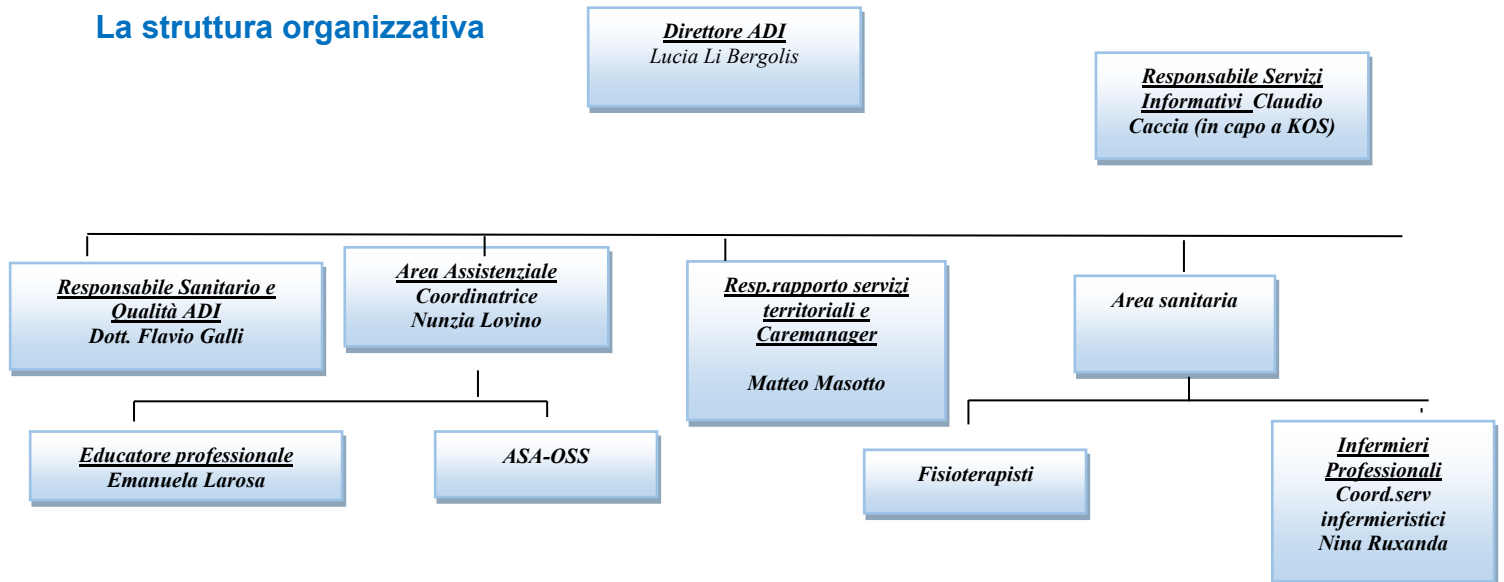 La struttura organizzativa
Direttore ADI
Lucia Li Bergolis
Responsabile Servizi
Informativi Claudio
Caccia (in capo a KOS)
Responsabile Sanitario e
Qualità ADI
Dott. Flavio Galli
Area Assistenziale
Coordinatrice
Nunzia Lovino
Resp.rapporto servizi
territoriali e
Caremanager
Matteo Masotto
Area sanitaria
Educatore professionale
Emanuela Larosa
ASA-OSS
Fisioterapisti
Infermieri
Professionali
Coord.serv
infermieristici
Nina Ruxanda